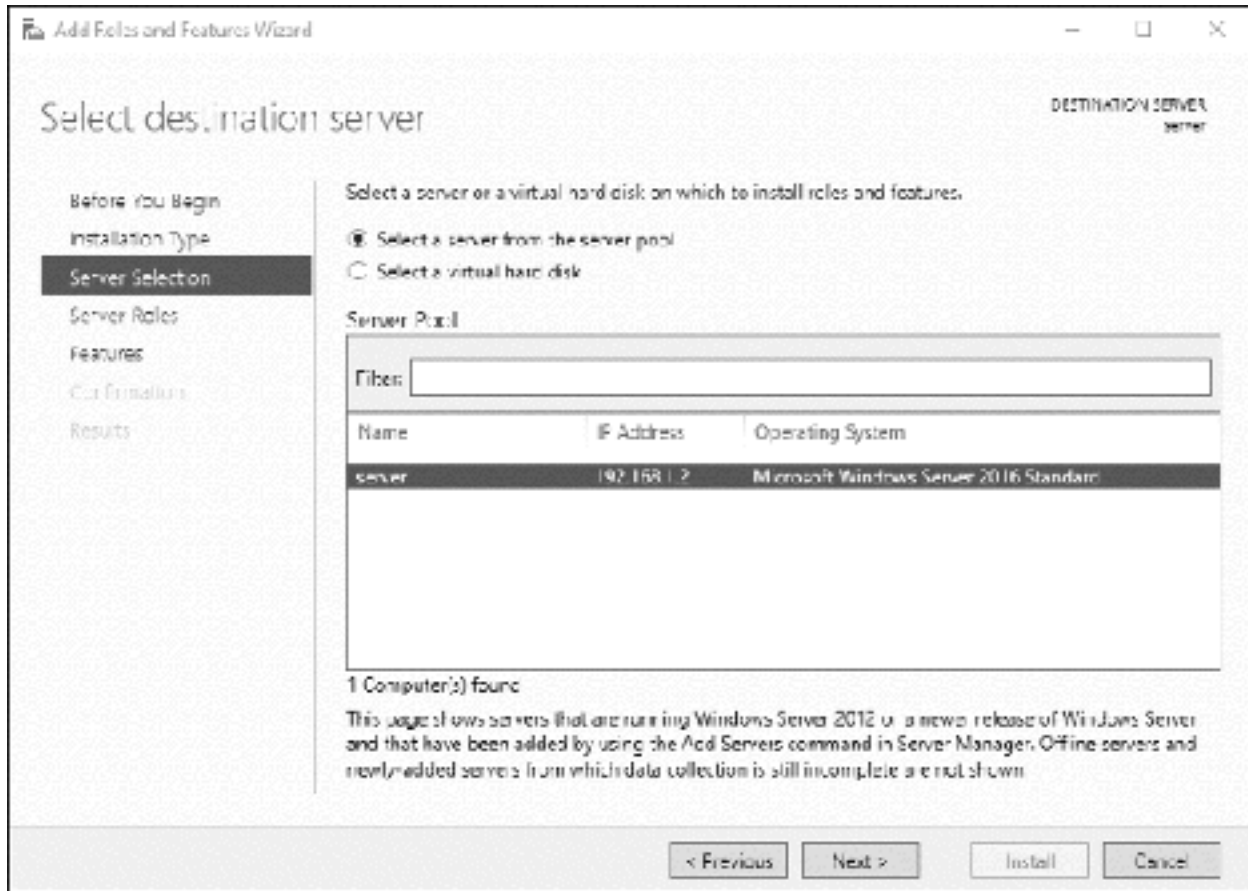 Add Roles and Features Wizard
Select destination server
DESTINATION SERVER
server
Before You Begin
Installation Type
Server Selection
Server Roles
Features
Confirmation
Results
Select a server or a virtual hard disk on which to install roles and features.
Select a server from the server pool
Select a virtual hard disk
Server Pool
Filter:
Name IP Address Operating System
server 192.168.1.2 Microsoft Windows Server 2016 Standard
1 Computer(s) found
This page shows servers that are running Windows Server 2012 or a newer release of Windows Server
and that have been added by using the Add Servers command in Server Manager. Offline servers and
newly-added servers from which data collection is still incomplete are not shown.
< Previous Next > Install Cancel